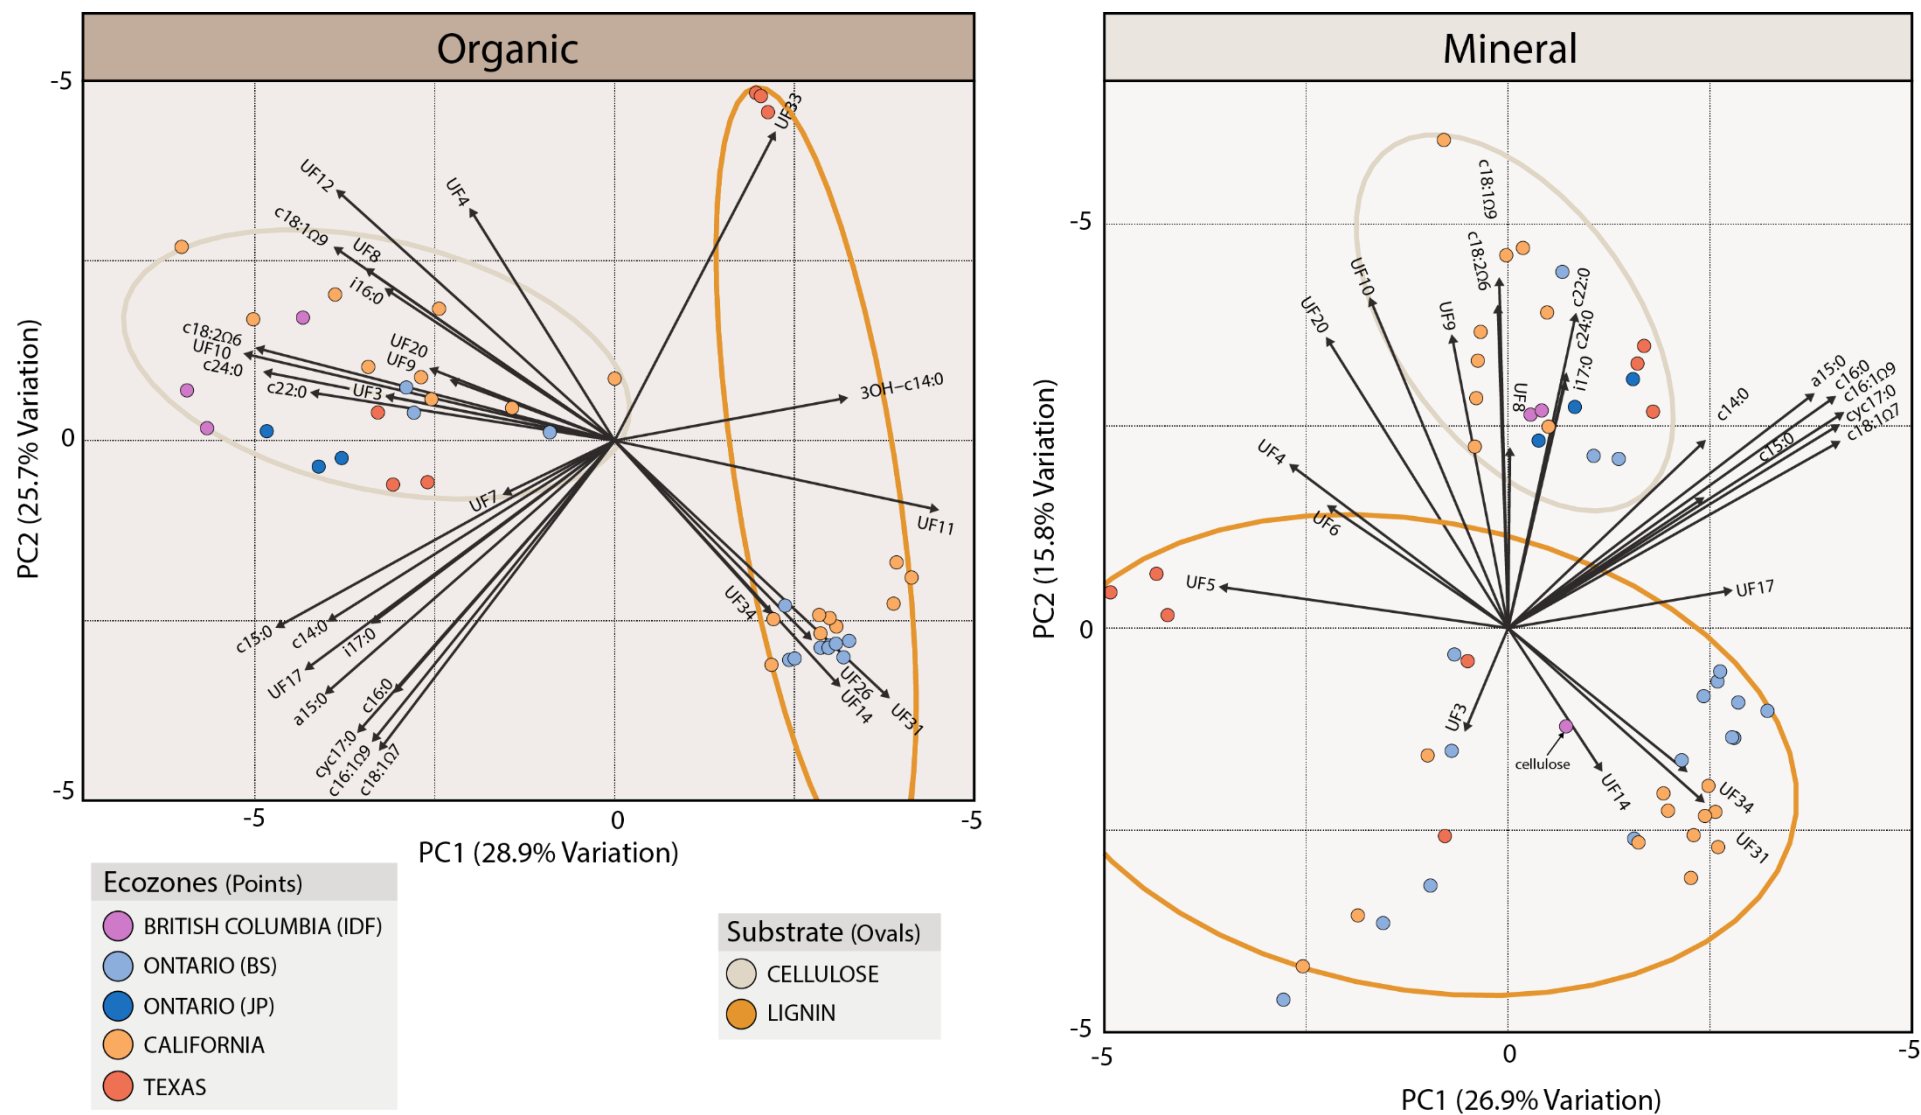 Organic
-5
0
-5
PC2 (25.7% Variation)
UF12
UF4
UF33
c18:1Ω9
UF8
i16:0
c18:2Ω6
UF10
c24:0
UF20
UF9
c22:0
UF3
3OH−c14:0
UF7
UF11
UF34
c15:0
c14:0
i17:0
UF17
a15:0
c16:0
UF26
UF14
UF31
cyc17:0
c16:1Ω9
c18:1Ω7
-5
0
-5
PC1 (28.9% Variation)
Mineral
-5
0
-5
PC2 (15.8% Variation)
c18:1Ω9
c18:2Ω6
UF10
UF20
UF9
c22:0
c24:0
i17:0
UF8
c14:0
a15:0
c16:0
c16:1Ω9
cyc17:0
c18:1Ω7
c15:0
UF4
UF6
UF5
UF17
UF3
cellulose
UF14
UF34
UF31
-5
0
-5
PC1 (26.9% Variation)
Ecozones (Points)
BRITISH COLUMBIA (IDF)
ONTARIO (BS)
ONTARIO (JP)
CALIFORNIA
TEXAS
Substrate (Ovals)
CELLULOSE
LIGNIN